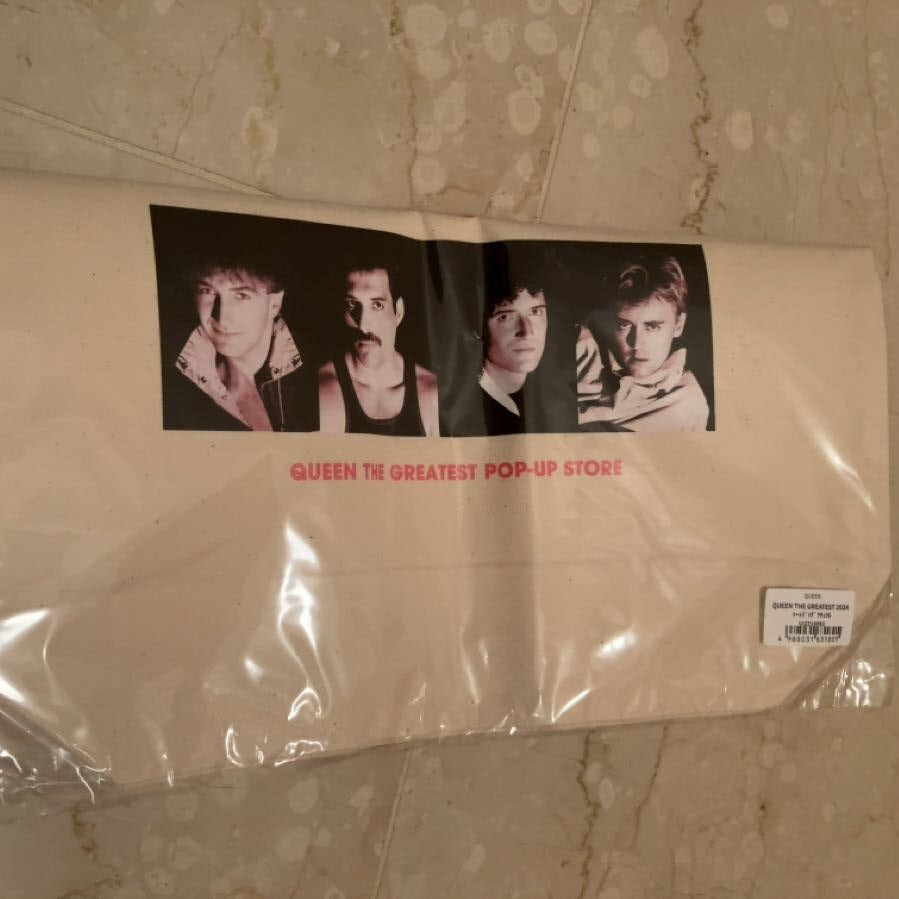 QUEEN THE GREATEST POP-UP STORE
QUEEN
QUEEN THE GREATEST 2024